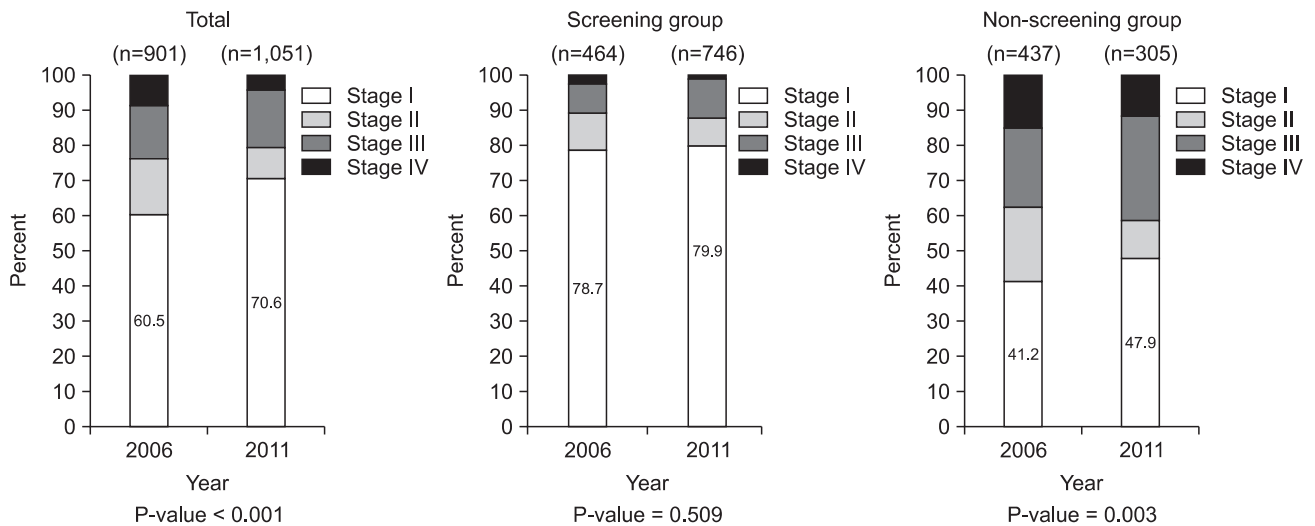 Total
(n=901) (n=1,051)
Percent
100
90
80
70
60
50
40
30
20
10
0
60.5
70.6
Stage I
Stage II
Stage III
Stage IV
2006 2011
Year
P-value < 0.001
Screening group
(n=464) (n=746)
Percent
100
90
80
70
60
50
40
30
20
10
0
78.7
79.9
Stage I
Stage II
Stage III
Stage IV
2006 2011
Year
P-value = 0.509
Non-screening group
(n=437) (n=305)
Percent
100
90
80
70
60
50
40
30
20
10
0
41.2
47.9
Stage I
Stage II
Stage III
Stage IV
2006 2011
Year
P-value = 0.003